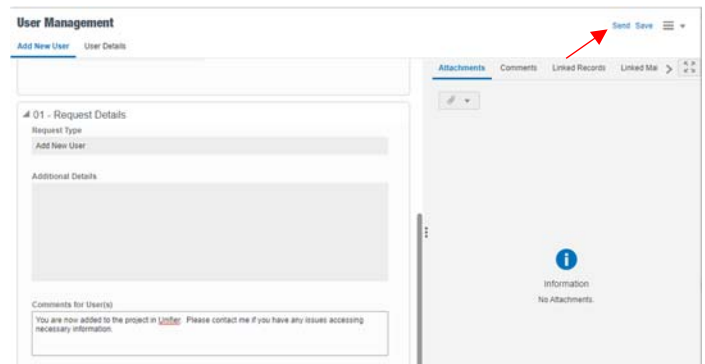 User Management
Send Save
Add New User User Details
Attachments Comments Linked Records Linked Mai
01 - Request Details
Request Type
Add New User
Additional Details
Information
No Attachments.
Comments for User(s)
You are now added to the project in Unifier. Please contact me if you have any issues accessing
necessary information.